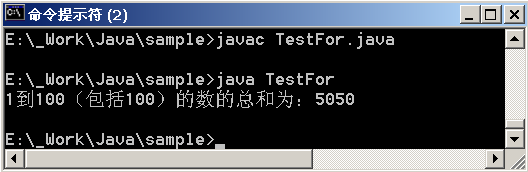 命令提示符 (2)
E:\_Work\Java\sample>javac TestFor.java
E:\_Work\Java\sample>java TestFor
1到100（包括100）的数的总和为：5050
E:\_Work\Java\sample>